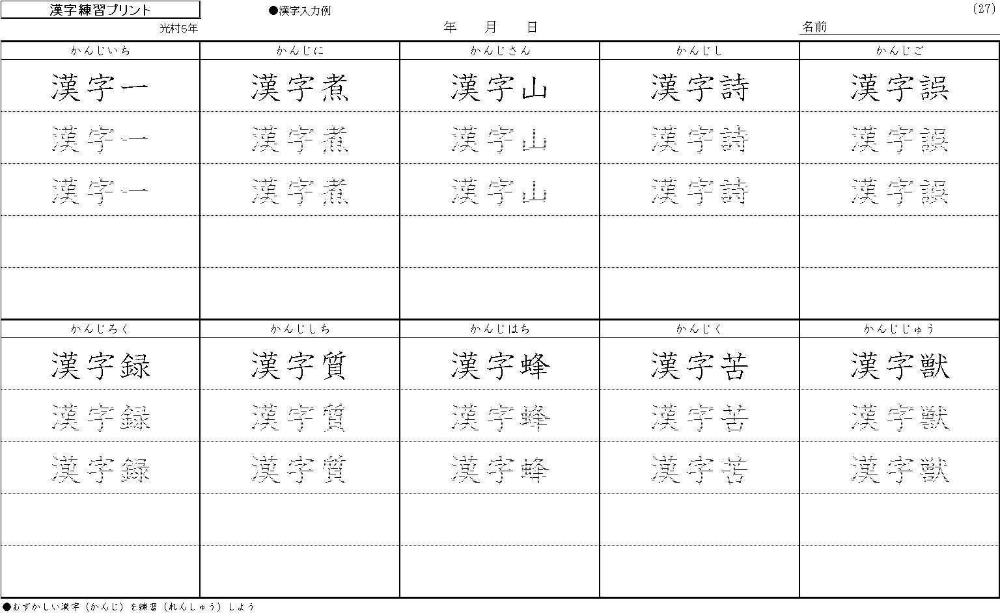 漢字練習プリント ●漢字入力例 (27)
光村5年 年 月 日 名前
かんじいち かんじに かんじさん かんじし かんじご
漢字一 漢字煮 漢字山 漢字詩 漢字誤
漢字一 漢字煮 漢字山 漢字詩 漢字誤
漢字一 漢字煮 漢字山 漢字詩 漢字誤
かんじろく かんじしち かんじはち かんじく かんじじゅう
漢字録 漢字質 漢字蜂 漢字苦 漢字獣
漢字録 漢字質 漢字蜂 漢字苦 漢字獣
漢字録 漢字質 漢字蜂 漢字苦 漢字獣
●むずかしい漢字（かんじ）を練習（れんしゅう）しよう